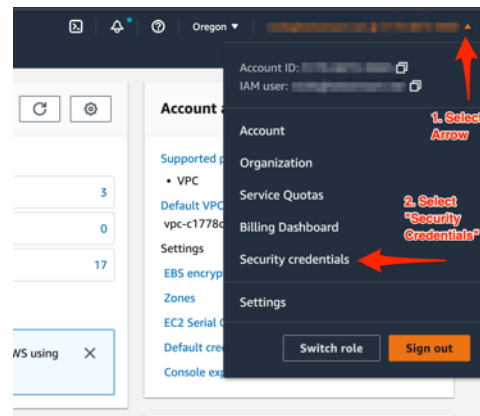 Oregon ▼
Account ID:
IAM user:
1. Select
Arrow
Account
Organization
Service Quotas
Billing Dashboard
2. Select
"Security
Credentials"
Security credentials
Settings
Switch role
Sign out
Account a
Supported p
• VPC
Default VPC
vpc-c1778c
Settings
EBS encryp
Zones
EC2 Serial C
Default cre
Console exp
3
0
17
WS using